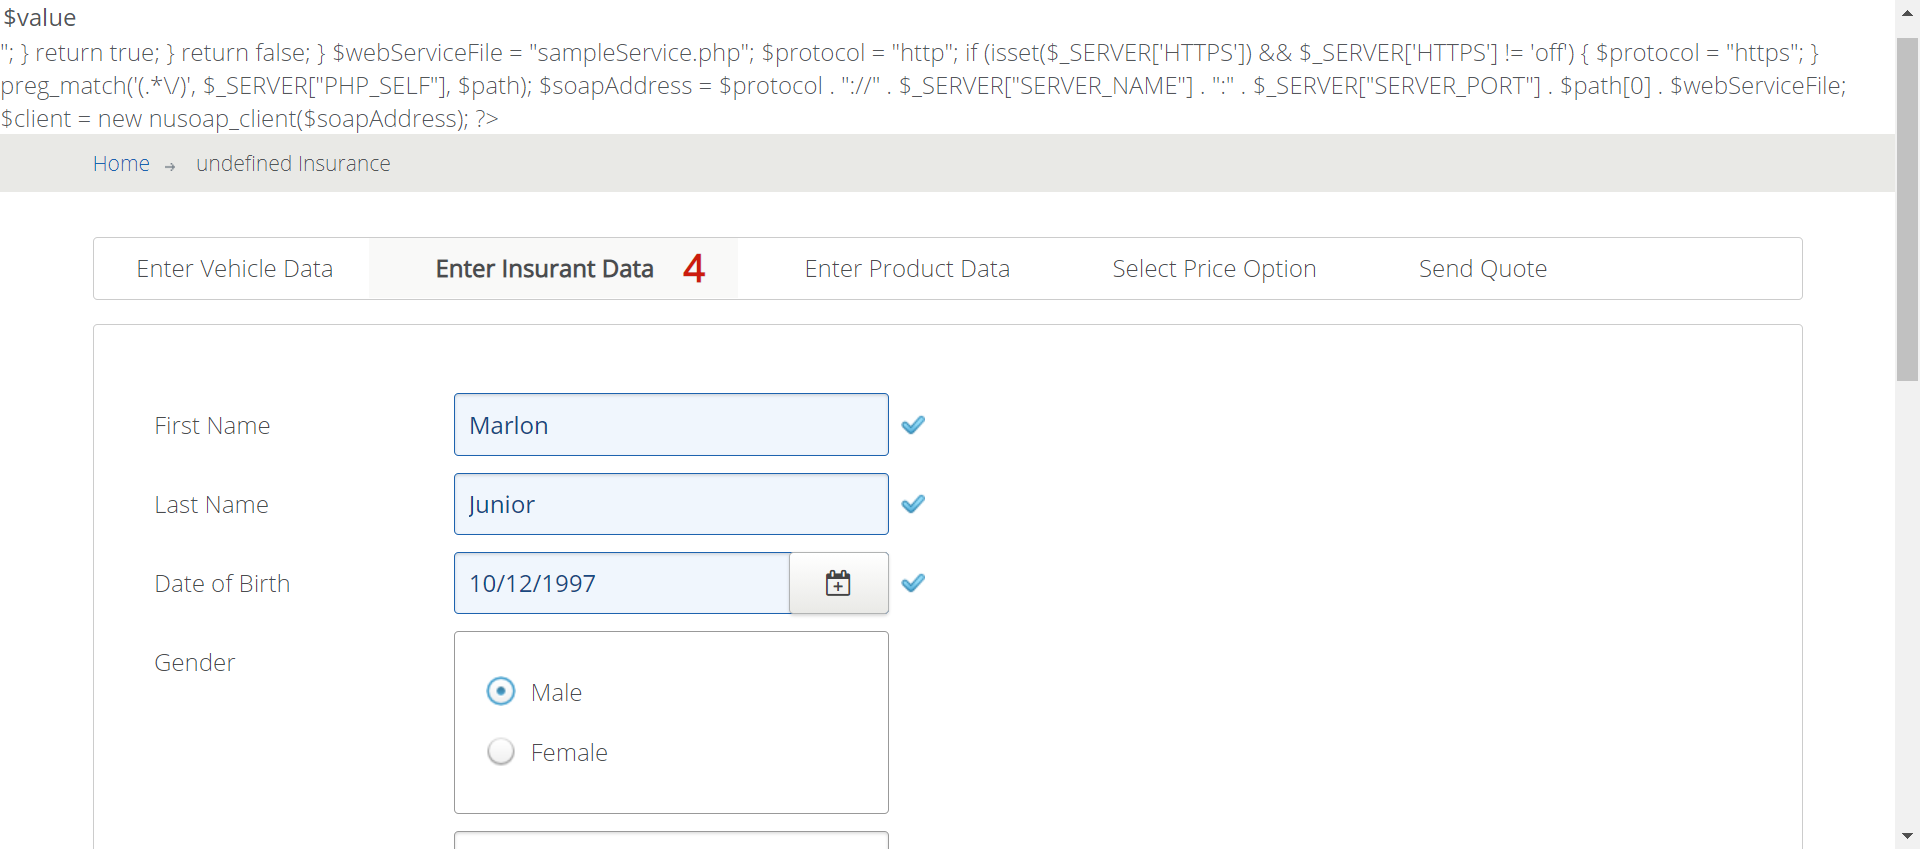 $value
"; } return true; } return false; } $webServiceFile = "sampleService.php"; $protocol = "http"; if (isset($_SERVER['HTTPS']) && $_SERVER['HTTPS'] != 'off') { $protocol = "https"; }
preg_match('(.*\/)', $_SERVER["PHP_SELF"], $path); $soapAddress = $protocol . "://" . $_SERVER["SERVER_NAME"] . ":" . $_SERVER["SERVER_PORT"] . $path[0] . $webServiceFile;
$client = new nusoap_client($soapAddress); ?>
Home → undefined Insurance
Enter Vehicle Data Enter Insurant Data 4 Enter Product Data Select Price Option Send Quote
First Name Marlon
Last Name Junior
Date of Birth 10/12/1997
Gender
Male
Female